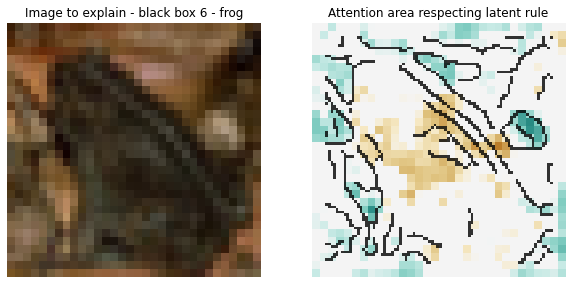 Image to explain - black box 6 - frog
Attention area respecting latent rule